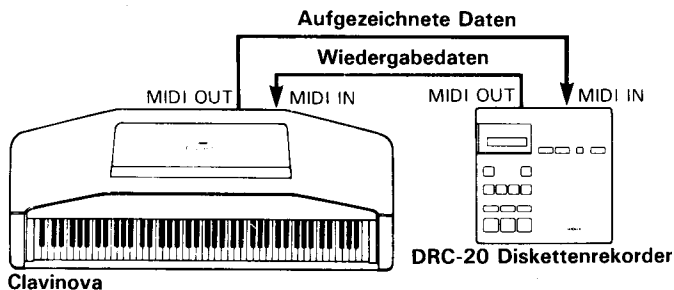 Aufgezeichnete Daten
Wiedergabedaten
MIDI OUT MIDI IN MIDI OUT MIDI IN
DRC-20 Diskettenrekorder
Clavinova